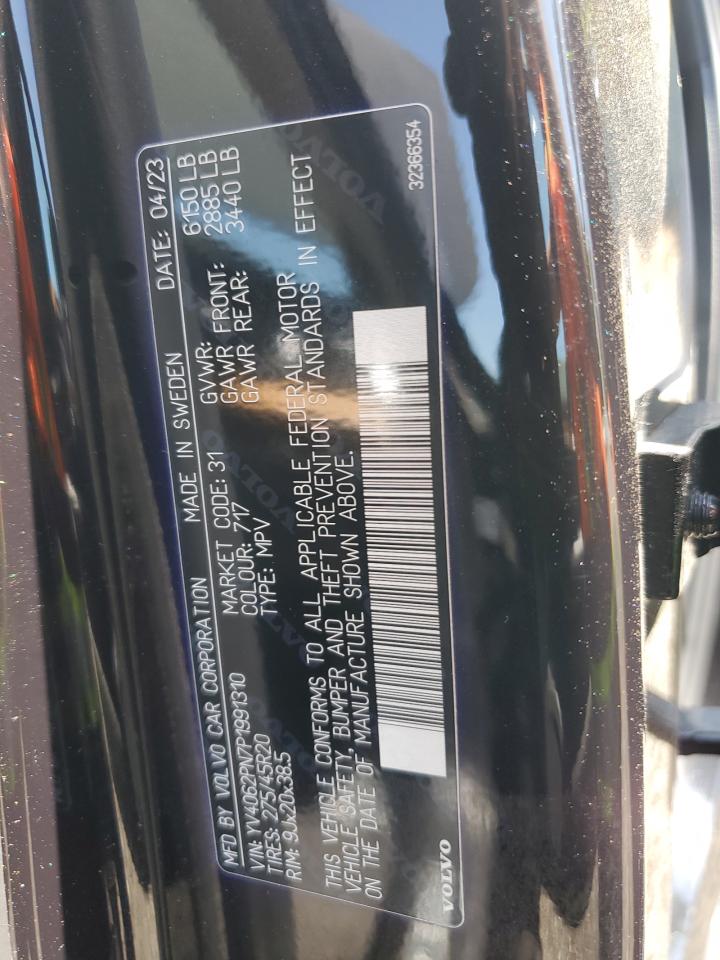 MFD BY VOLVO CAR CORPORATION MADE IN SWEDEN DATE: 04/23
VIN: YV4062PN7P1991310 MARKET CODE: 31 GVWR: 6150 LB
TIRES: 275/45R20 COLOUR: 717 GAWR FRONT: 2885 LB
RIM: 9Jx20x38.5 TYPE: MPV GAWR REAR: 3440 LB
THIS VEHICLE CONFORMS TO ALL APPLICABLE FEDERAL MOTOR
VEHICLE SAFETY, BUMPER AND THEFT PREVENTION STANDARDS IN EFFECT
ON THE DATE OF MANUFACTURE SHOWN ABOVE.
VOLVO 32366354